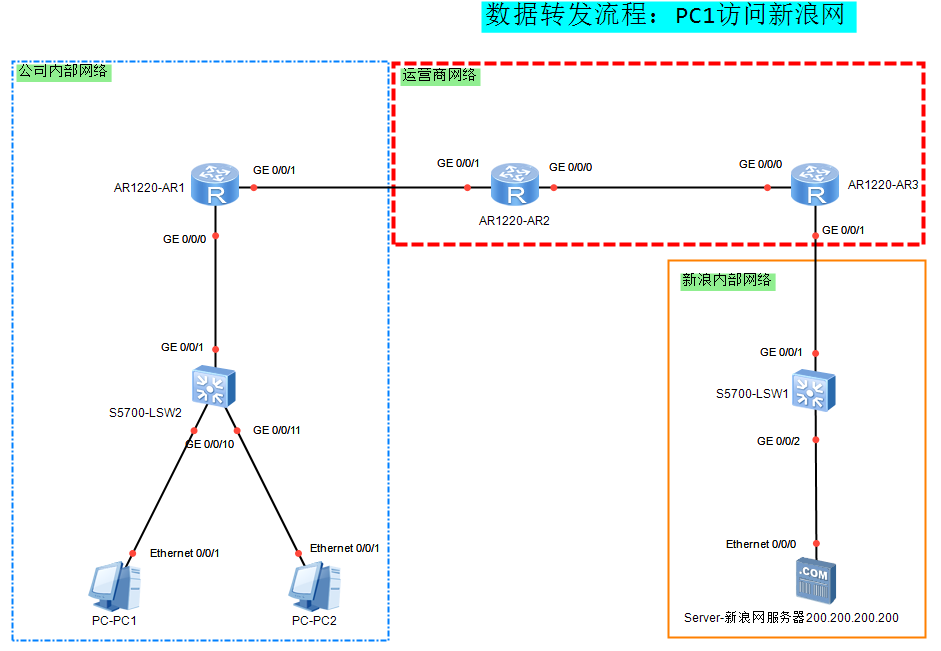 数据转发流程：PC1访问新浪网
公司内部网络
运营商网络
GE 0/0/1
GE 0/0/1
GE 0/0/0
GE 0/0/0
R
R
R
AR1220-AR1
AR1220-AR2
AR1220-AR3
GE 0/0/0
GE 0/0/1
新浪内部网络
GE 0/0/1
GE 0/0/1
S5700-LSW2
S5700-LSW1
GE 0/0/10
GE 0/0/11
GE 0/0/2
Ethernet 0/0/1
Ethernet 0/0/1
Ethernet 0/0/0
.COM
PC-PC1
PC-PC2
Server-新浪网服务器200.200.200.200